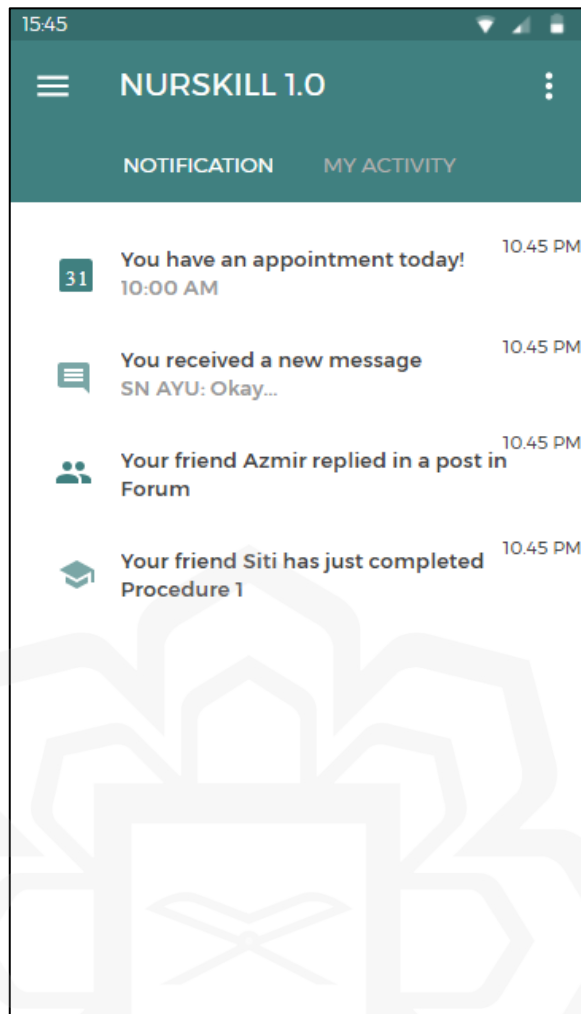 15:45
NURSKILL 1.0
NOTIFICATION MY ACTIVITY
31
You have an appointment today!
10.45 PM
10:00 AM
You received a new message
10.45 PM
SN AYU: Okay...
Your friend Azmir replied in a post in
10.45 PM
Forum
Your friend Siti has just completed
10.45 PM
Procedure 1